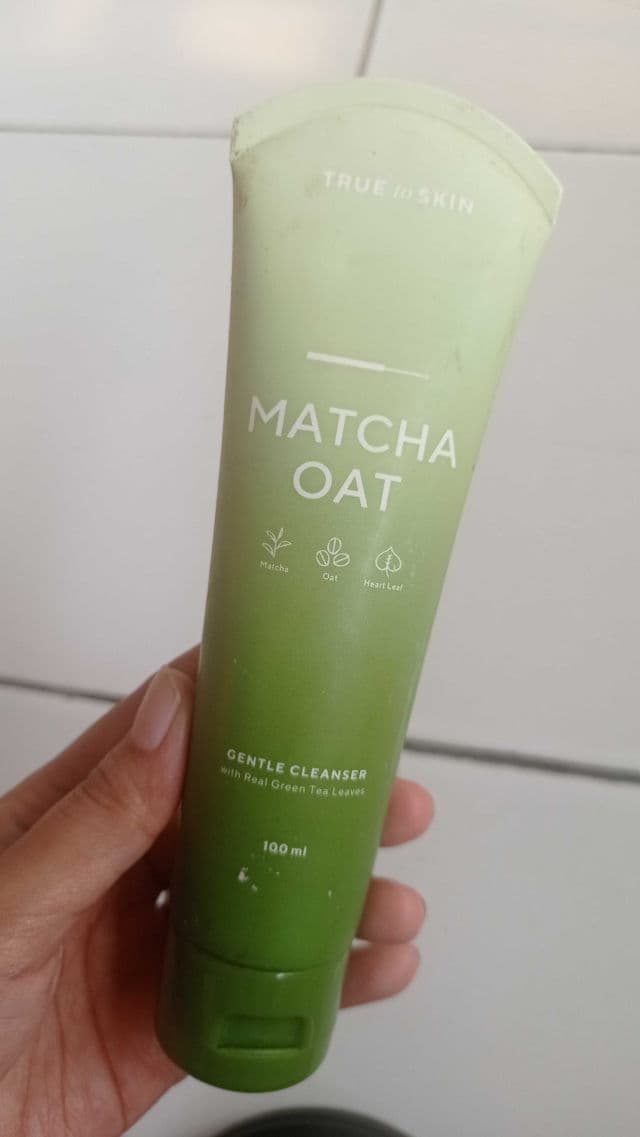 TRUE to SKIN
MATCHA
OAT
Matcha
Oat
Heart Leaf
GENTLE CLEANSER
with Real Green Tea Leaves
100 ml